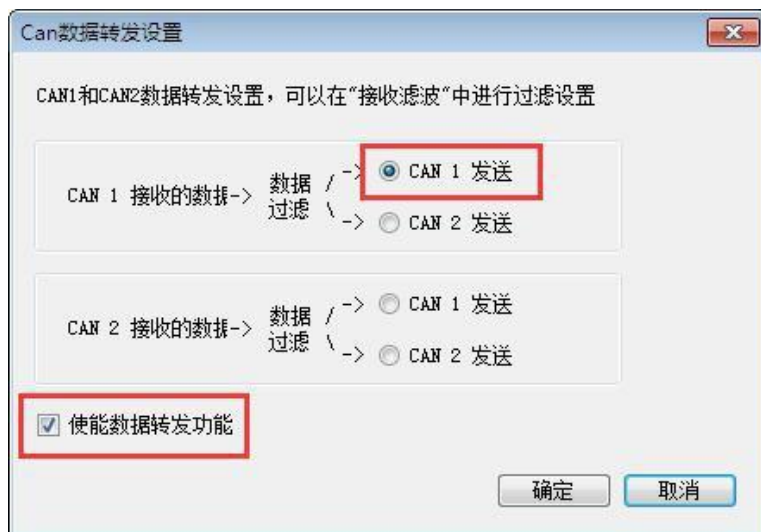 Can数据转发设置
CAN1和CAN2数据转发设置，可以在"接收滤波"中进行过滤设置
CAN 1 接收的数据-> 数据过滤 / -> CAN 1 发送
\ -> CAN 2 发送
CAN 2 接收的数据-> 数据过滤 / -> CAN 1 发送
\ -> CAN 2 发送
使能数据转发功能
确定 取消